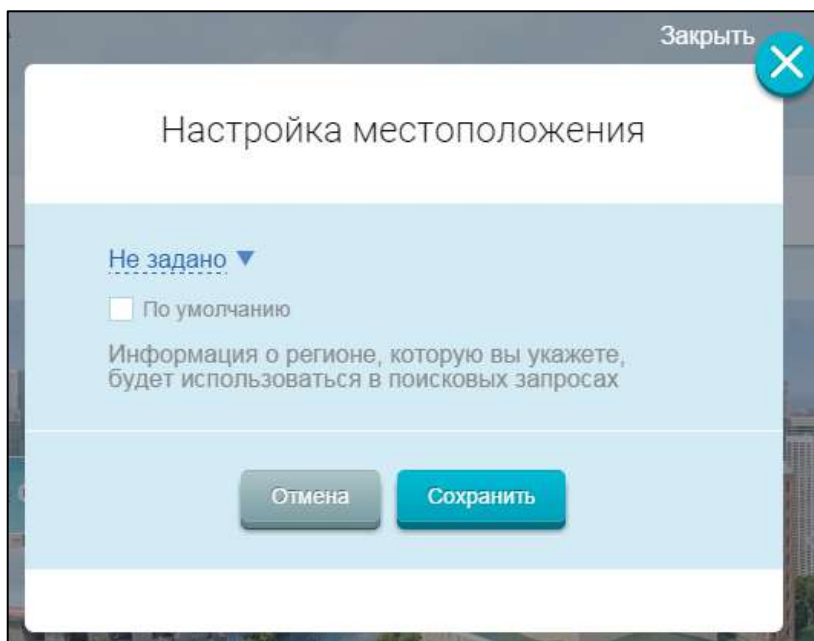 Закрыть
Настройка местоположения
Не задано
По умолчанию
Информация о регионе, которую вы укажете,
будет использоваться в поисковых запросах
Отмена
Сохранить